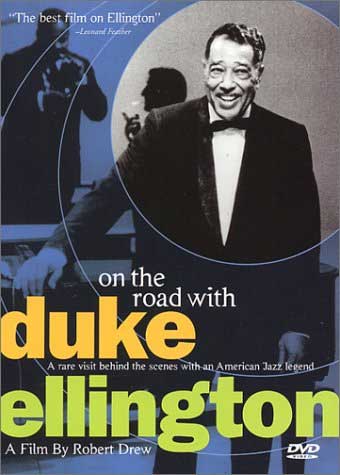 "The best film on Ellington"
–Leonard Feather
on the
road with
duke
A rare visit behind the scenes with an American Jazz legend
ellington
A Film By Robert Drew
DVD
VIDEO